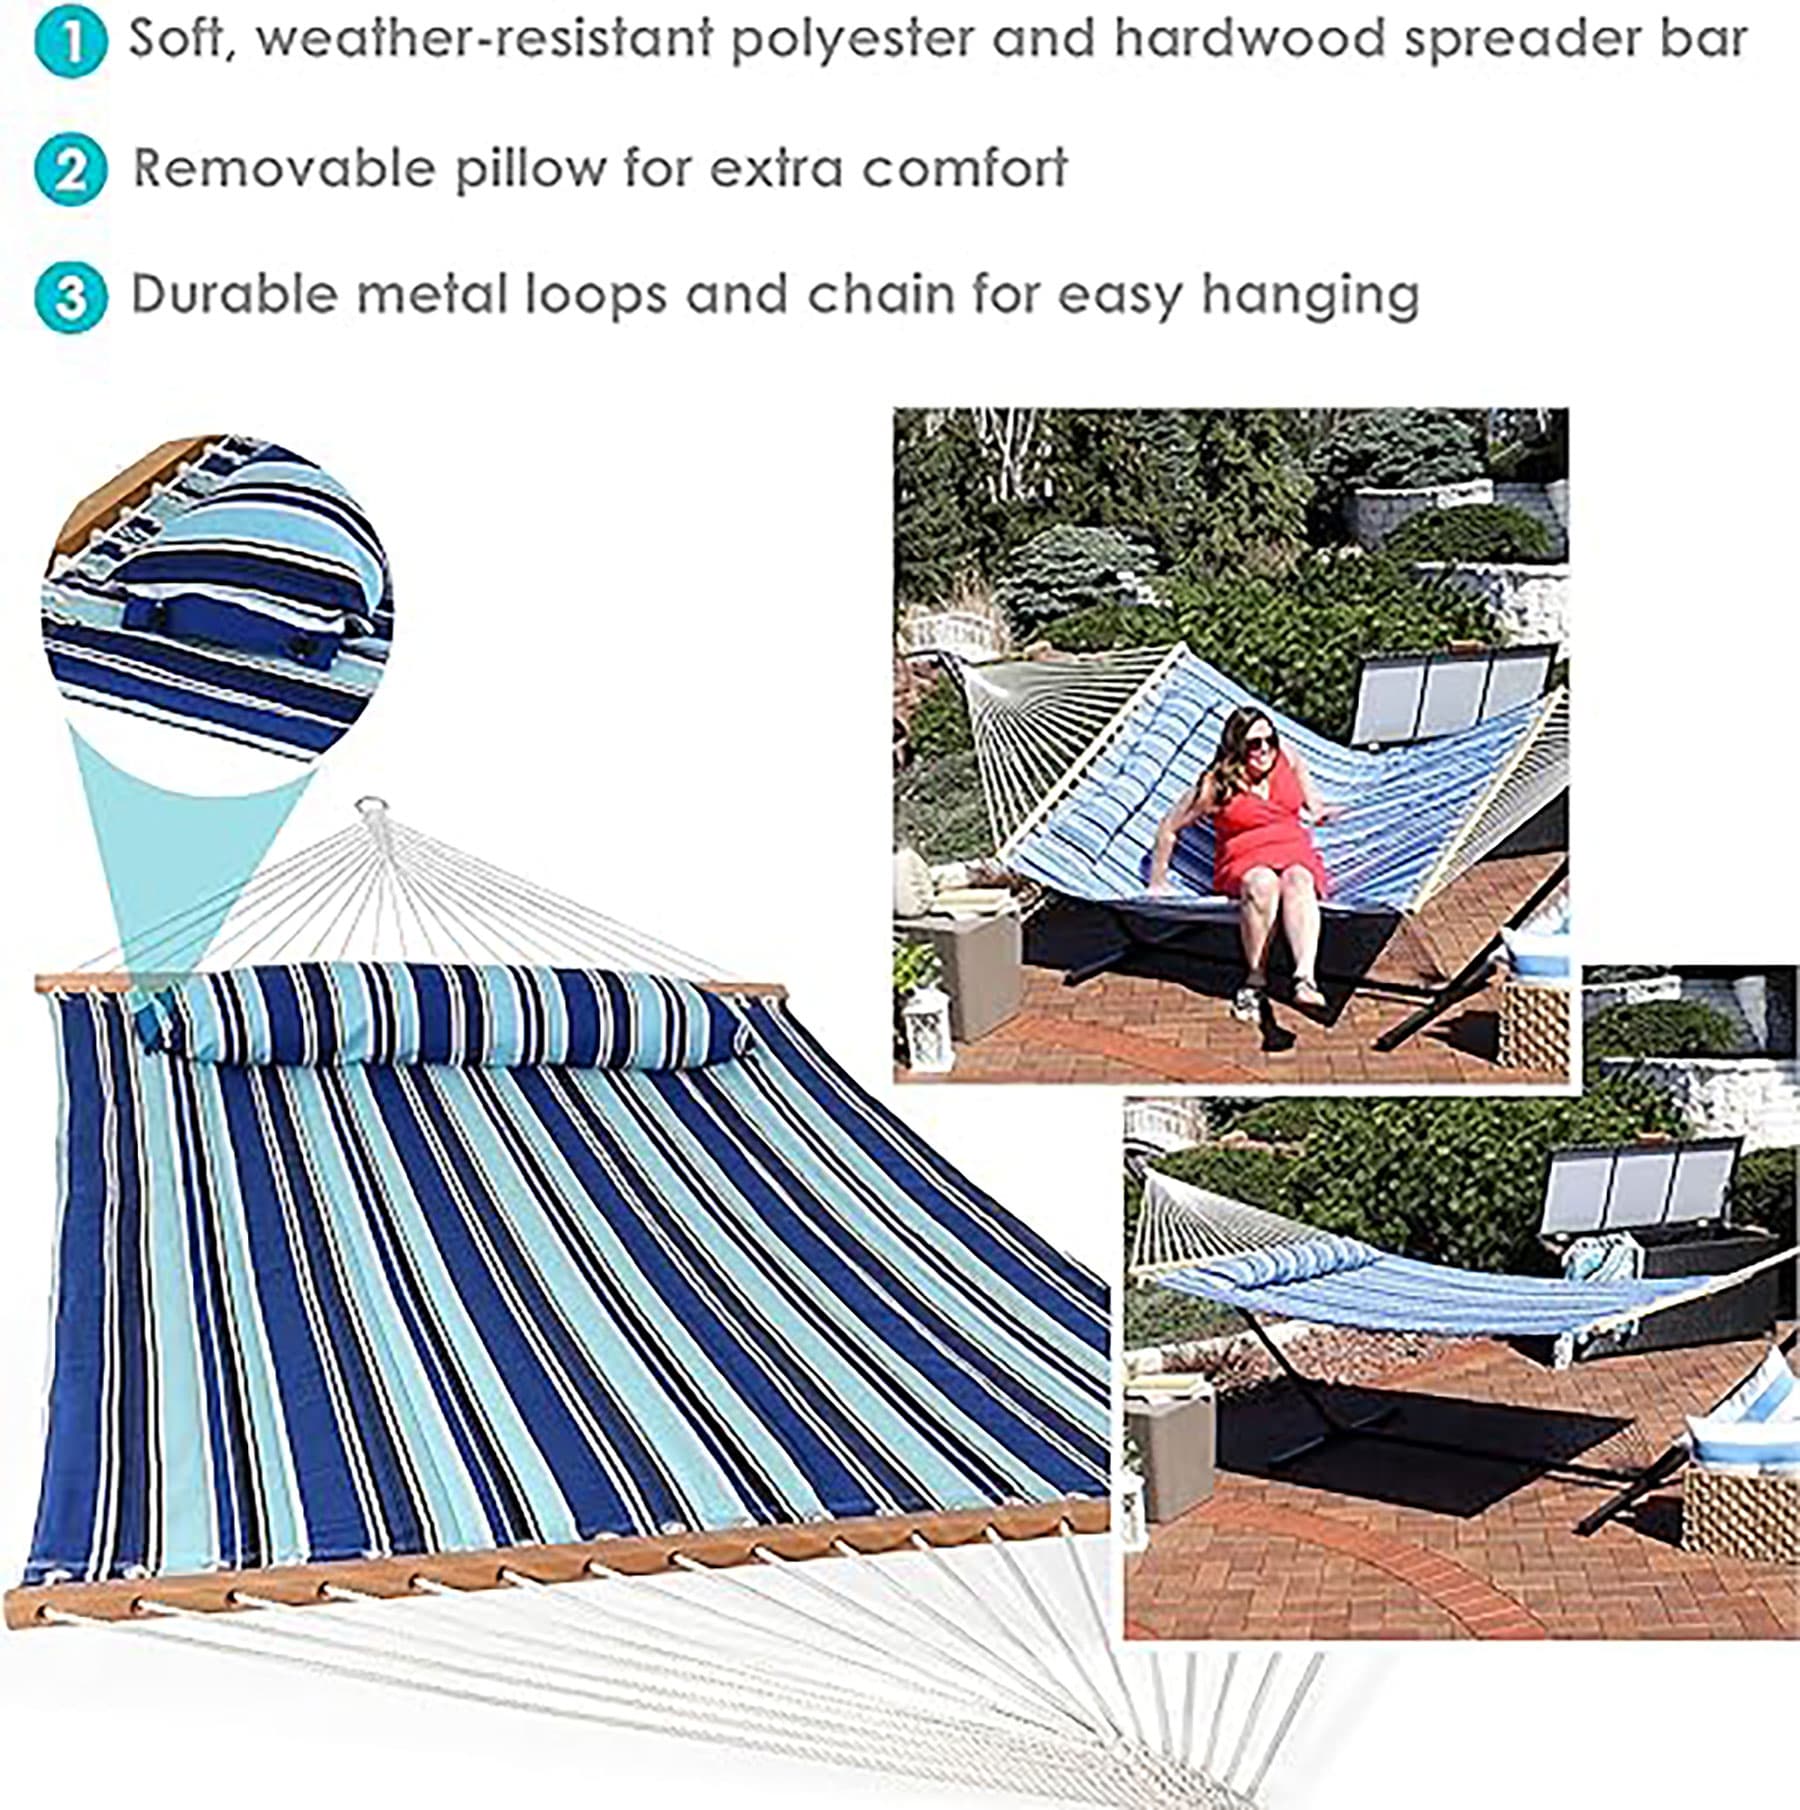 1 Soft, weather-resistant polyester and hardwood spreader bar
2 Removable pillow for extra comfort
3 Durable metal loops and chain for easy hanging